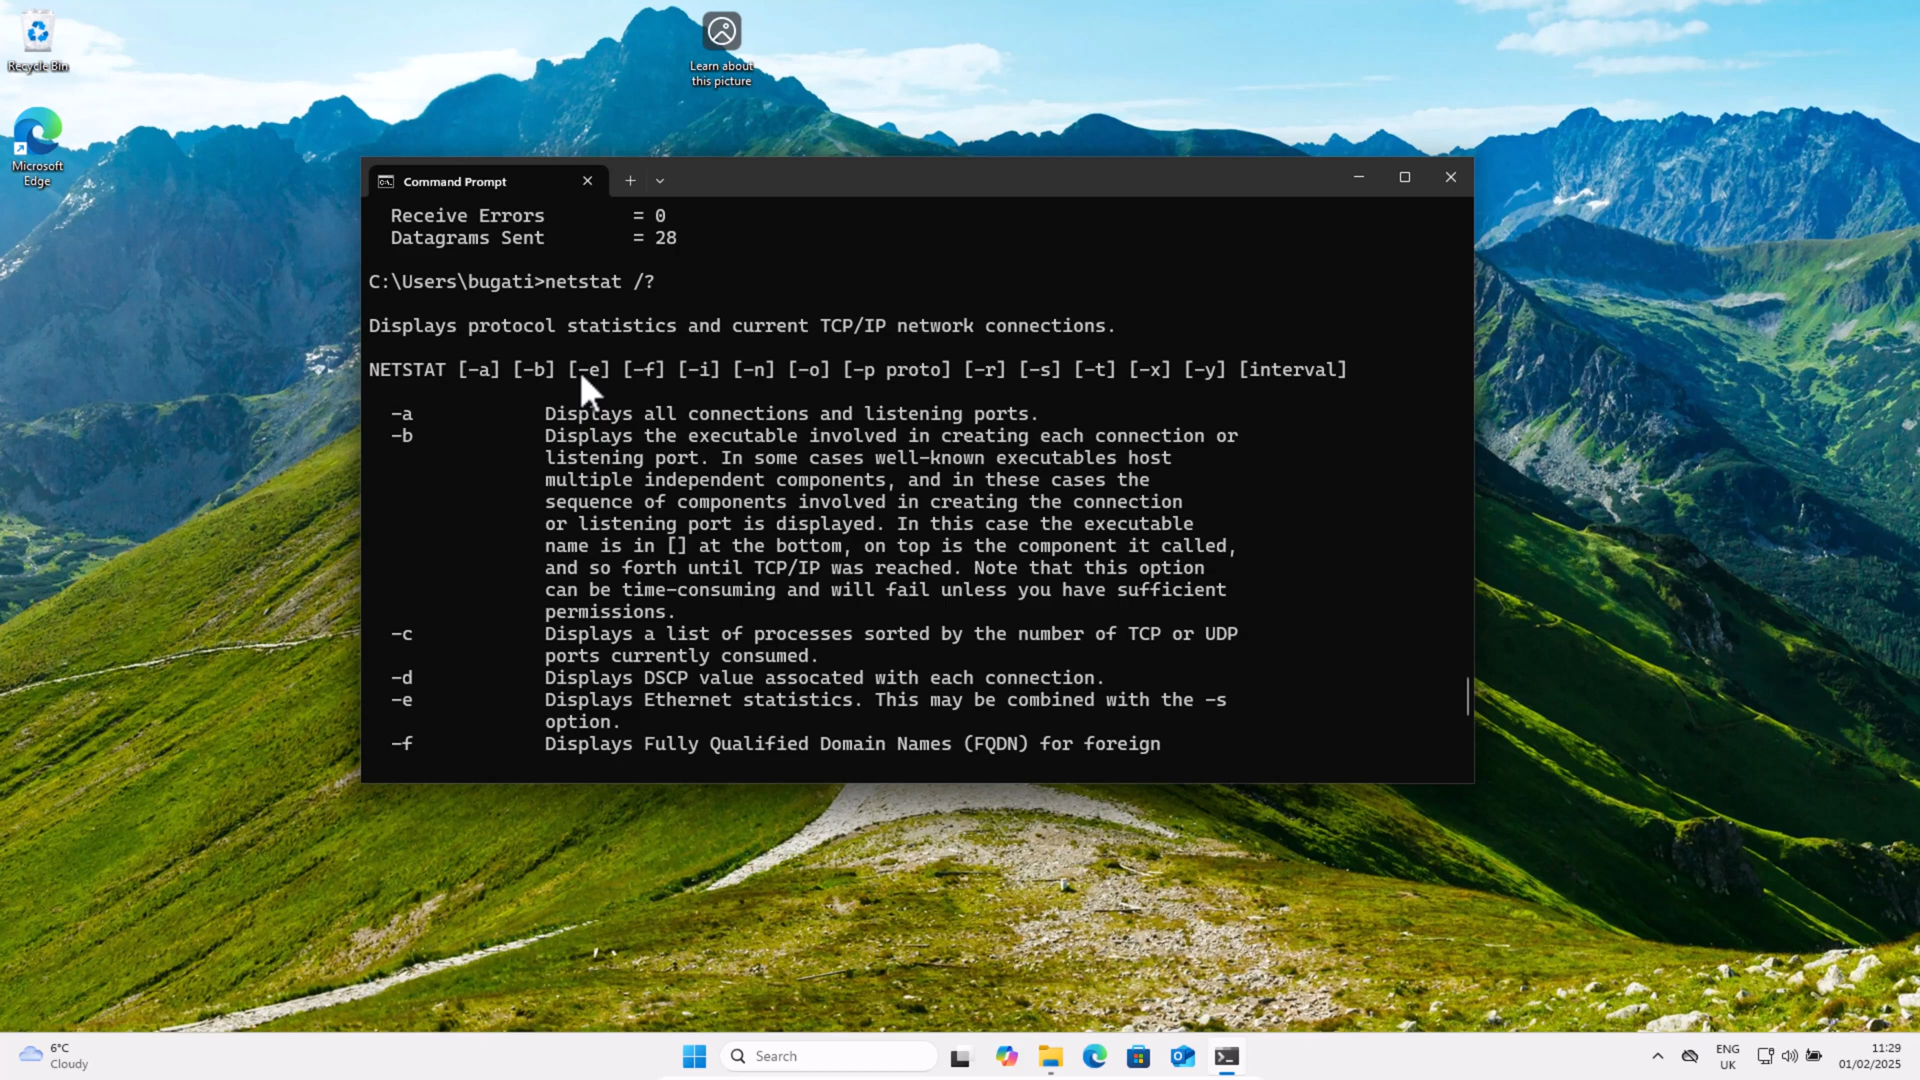 Recycle Bin
Learn about
this picture
Microsoft
Edge
Command Prompt
Receive Errors = 0
Datagrams Sent = 28
C:\Users\bugati>netstat /?
Displays protocol statistics and current TCP/IP network connections.
NETSTAT [-a] [-b] [-e] [-f] [-i] [-n] [-o] [-p proto] [-r] [-s] [-t] [-x] [-y] [interval]
-a Displays all connections and listening ports.
-b Displays the executable involved in creating each connection or
listening port. In some cases well-known executables host
multiple independent components, and in these cases the
sequence of components involved in creating the connection
or listening port is displayed. In this case the executable
name is in [] at the bottom, on top is the component it called,
and so forth until TCP/IP was reached. Note that this option
can be time-consuming and will fail unless you have sufficient
permissions.
-c Displays a list of processes sorted by the number of TCP or UDP
ports currently consumed.
-d Displays DSCP value assocated with each connection.
-e Displays Ethernet statistics. This may be combined with the -s
option.
-f Displays Fully Qualified Domain Names (FQDN) for foreign
6°C
Cloudy
Search
ENG
UK
11:29
01/02/2025